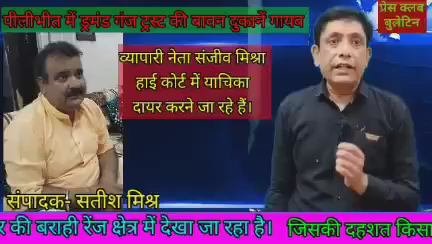 पीलीभीत में ड्रमंड गंज ट्रस्ट की बावन दुकानें गायब
प्रेस क्लब
बुलेटिन
व्यापारी नेता संजीव मिश्रा
हाई कोर्ट में याचिका
दायर करने जा रहे हैं।
संपादक- सतीश मिश्र
र की बराही रेंज क्षेत्र में देखा जा रहा है। जिसकी दहशत किसा